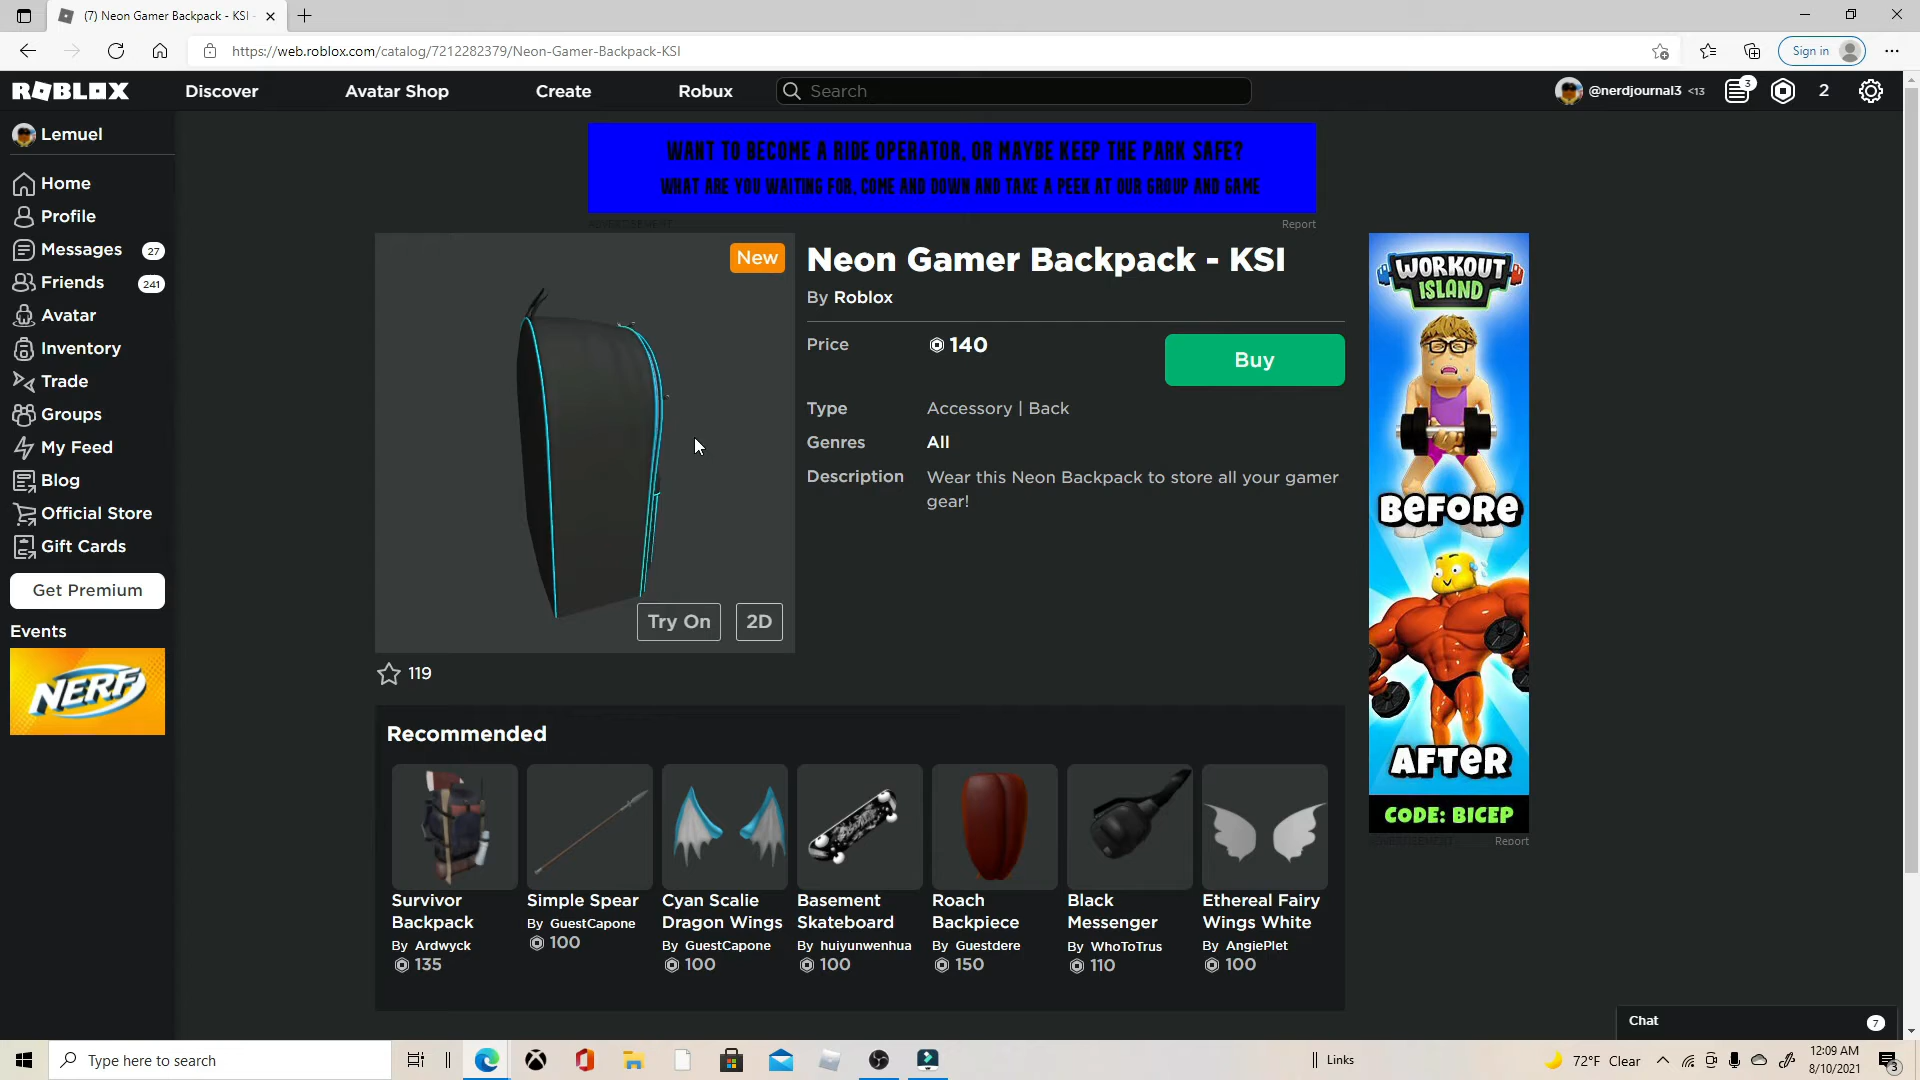 (7) Neon Gamer Backpack - KSI -
https://web.roblox.com/catalog/7212282379/Neon-Gamer-Backpack-KSI
Sign in
ROBLOX
Discover
Avatar Shop
Create
Robux
Search
@nerdjournal3 <13
3
2
Lemuel
Home
Profile
Messages 27
Friends 241
Avatar
Inventory
Trade
Groups
My Feed
Blog
Official Store
Gift Cards
Get Premium
Events
NERF
WANT TO BECOME A RIDE OPERATOR, OR MAYBE KEEP THE PARK SAFE?
WHAT ARE YOU WAITING FOR, COME AND DOWN AND TAKE A PEEK AT OUR GROUP AND GAME
ADVERTISEMENT
Report
New
Try On
2D
119
Neon Gamer Backpack - KSI
By Roblox
Price 140
Buy
Type Accessory | Back
Genres All
Description Wear this Neon Backpack to store all your gamer
gear!
WORKOUT
ISLAND
BEFORE
AFTER
CODE: BICEP
ADVERTISEMENT
Report
Recommended
Survivor
Backpack
By Ardwyck
135
Simple Spear
By GuestCapone
100
Cyan Scalie
Dragon Wings
By GuestCapone
100
Basement
Skateboard
By huiyunwenhua
100
Roach
Backpiece
By Guestdere
150
Black
Messenger
By WhoToTrus
110
Ethereal Fairy
Wings White
By AngiePlet
100
Chat 7
Type here to search
Links
72°F Clear
12:09 AM
8/10/2021
3